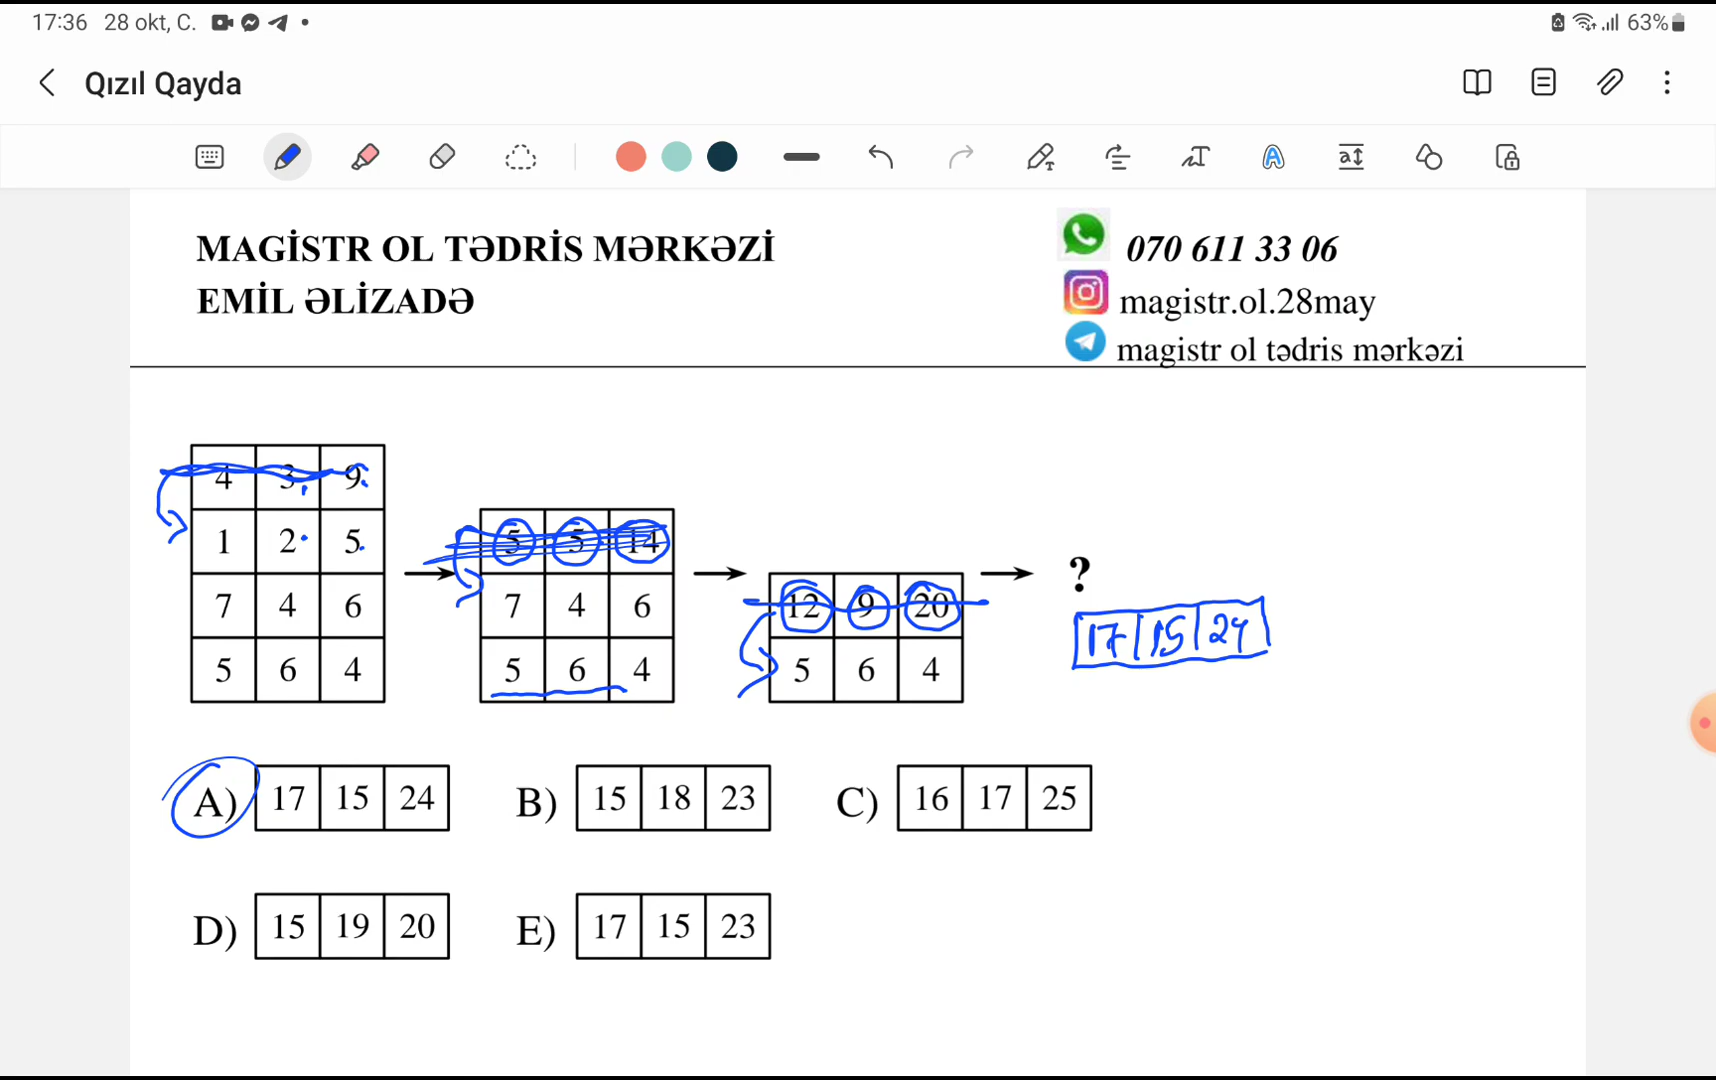 17:36 28 okt, C. 63%
Qızıl Qayda
MAGİSTR OL TƏDRİS MƏRKƏZİ
EMİL ƏLİZADƏ
070 611 33 06
magistr.ol.28may
magistr ol tədris mərkəzi
4 3 9
1 2 5
7 4 6
5 6 4
5 5 14
7 4 6
5 6 4
12 9 20
5 6 4
?
17 15 24
A) 17 15 24 B) 15 18 23 C) 16 17 25
D) 15 19 20 E) 17 15 23